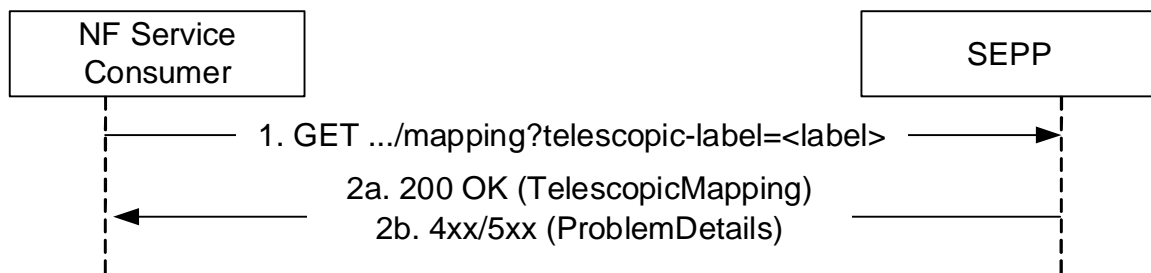 NF Service
Consumer
SEPP
1. GET .../mapping?telescopic-label=<label>
2a. 200 OK (TelescopicMapping)
2b. 4xx/5xx (ProblemDetails)